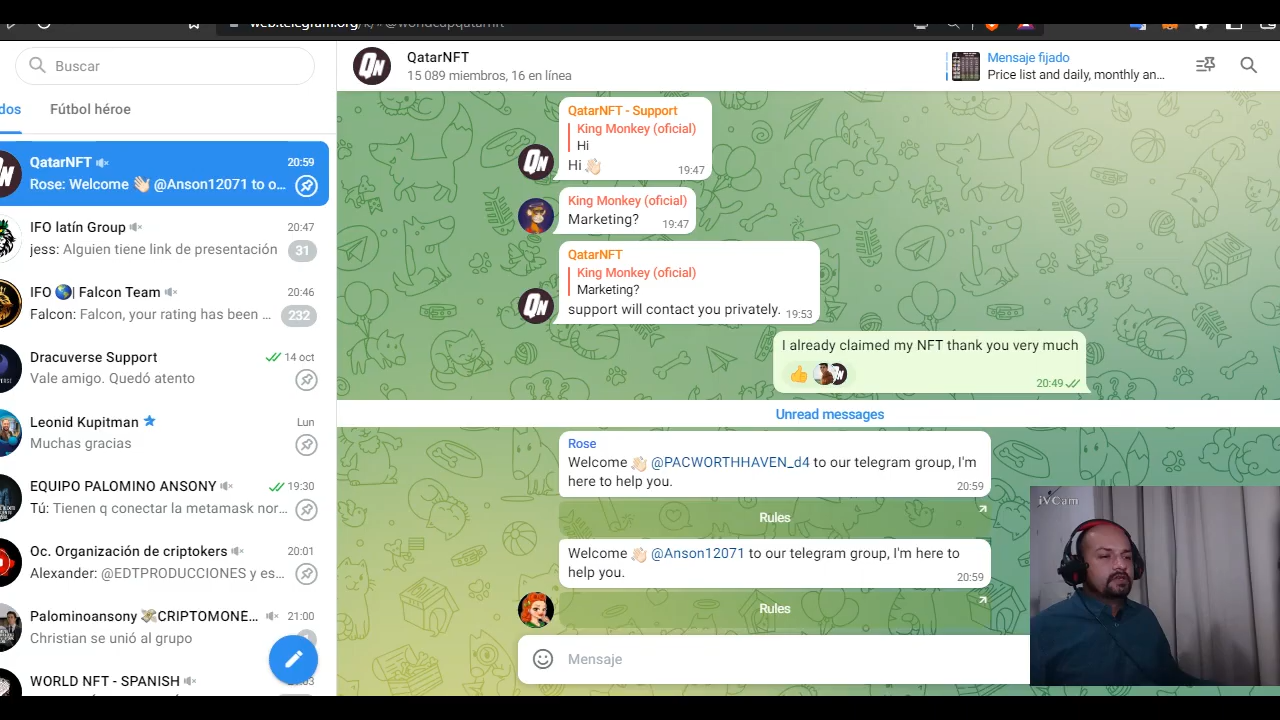 web.telegram.org/k/#@worldcapqatarnft
Buscar
dos
Fútbol héroe
QatarNFT
20:59
Rose: Welcome 👋🏻 @Anson12071 to o...
IFO latín Group
20:47
jess: Alguien tiene link de presentación
31
IFO 🌎| Falcon Team
20:46
Falcon: Falcon, your rating has been ...
232
Dracuverse Support
14 oct
Vale amigo. Quedó atento
Leonid Kupitman
Lun
Muchas gracias
EQUIPO PALOMINO ANSONY
19:30
Tú: Tienen q conectar la metamask nor...
Oc. Organización de criptokers
20:01
Alexander: @EDTPRODUCCIONES y es...
Palominoansony 💸CRIPTOMONE...
21:00
Christian se unió al grupo
WORLD NFT - SPANISH
QN
QatarNFT
15 089 miembros, 16 en línea
Mensaje fijado
Price list and daily, monthly an...
QatarNFT - Support
King Monkey (oficial)
Hi
Hi 👋🏻
19:47
QN
King Monkey (oficial)
Marketing?
19:47
QatarNFT
King Monkey (oficial)
Marketing?
support will contact you privately.
19:53
QN
I already claimed my NFT thank you very much
👍
20:49
Unread messages
Rose
Welcome 👋🏻 @PACWORTHHAVEN_d4 to our telegram group, I'm
here to help you.
20:59
Rules
Welcome 👋🏻 @Anson12071 to our telegram group, I'm here to
help you.
20:59
Rules
Mensaje
iVCam